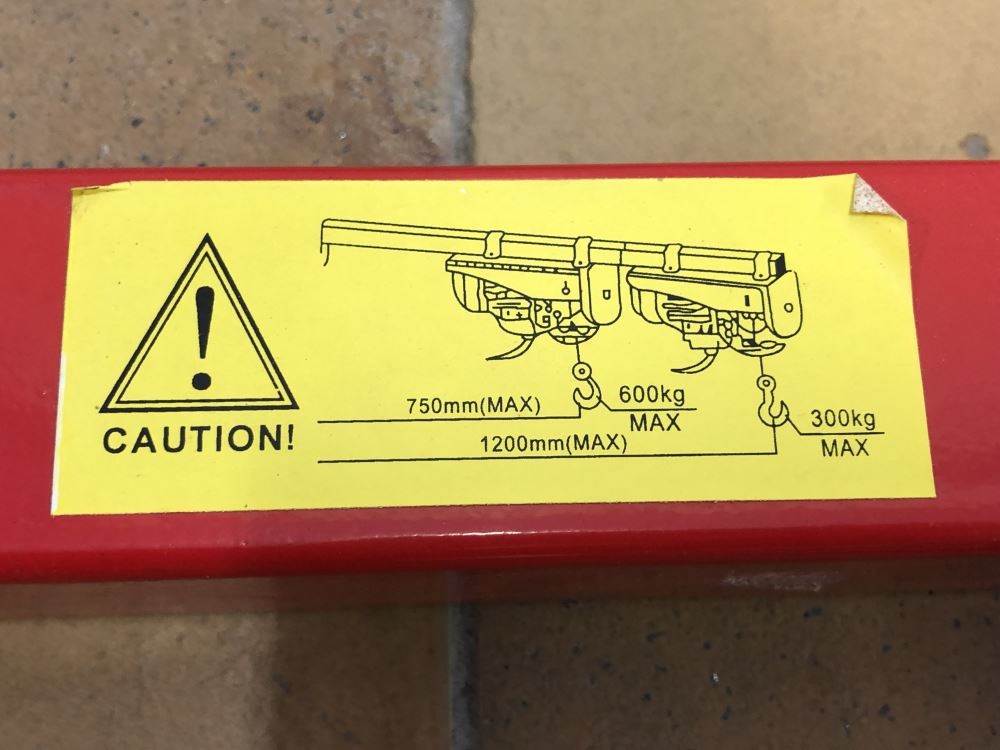 CAUTION!
750mm(MAX)
600kg
MAX
1200mm(MAX)
300kg
MAX